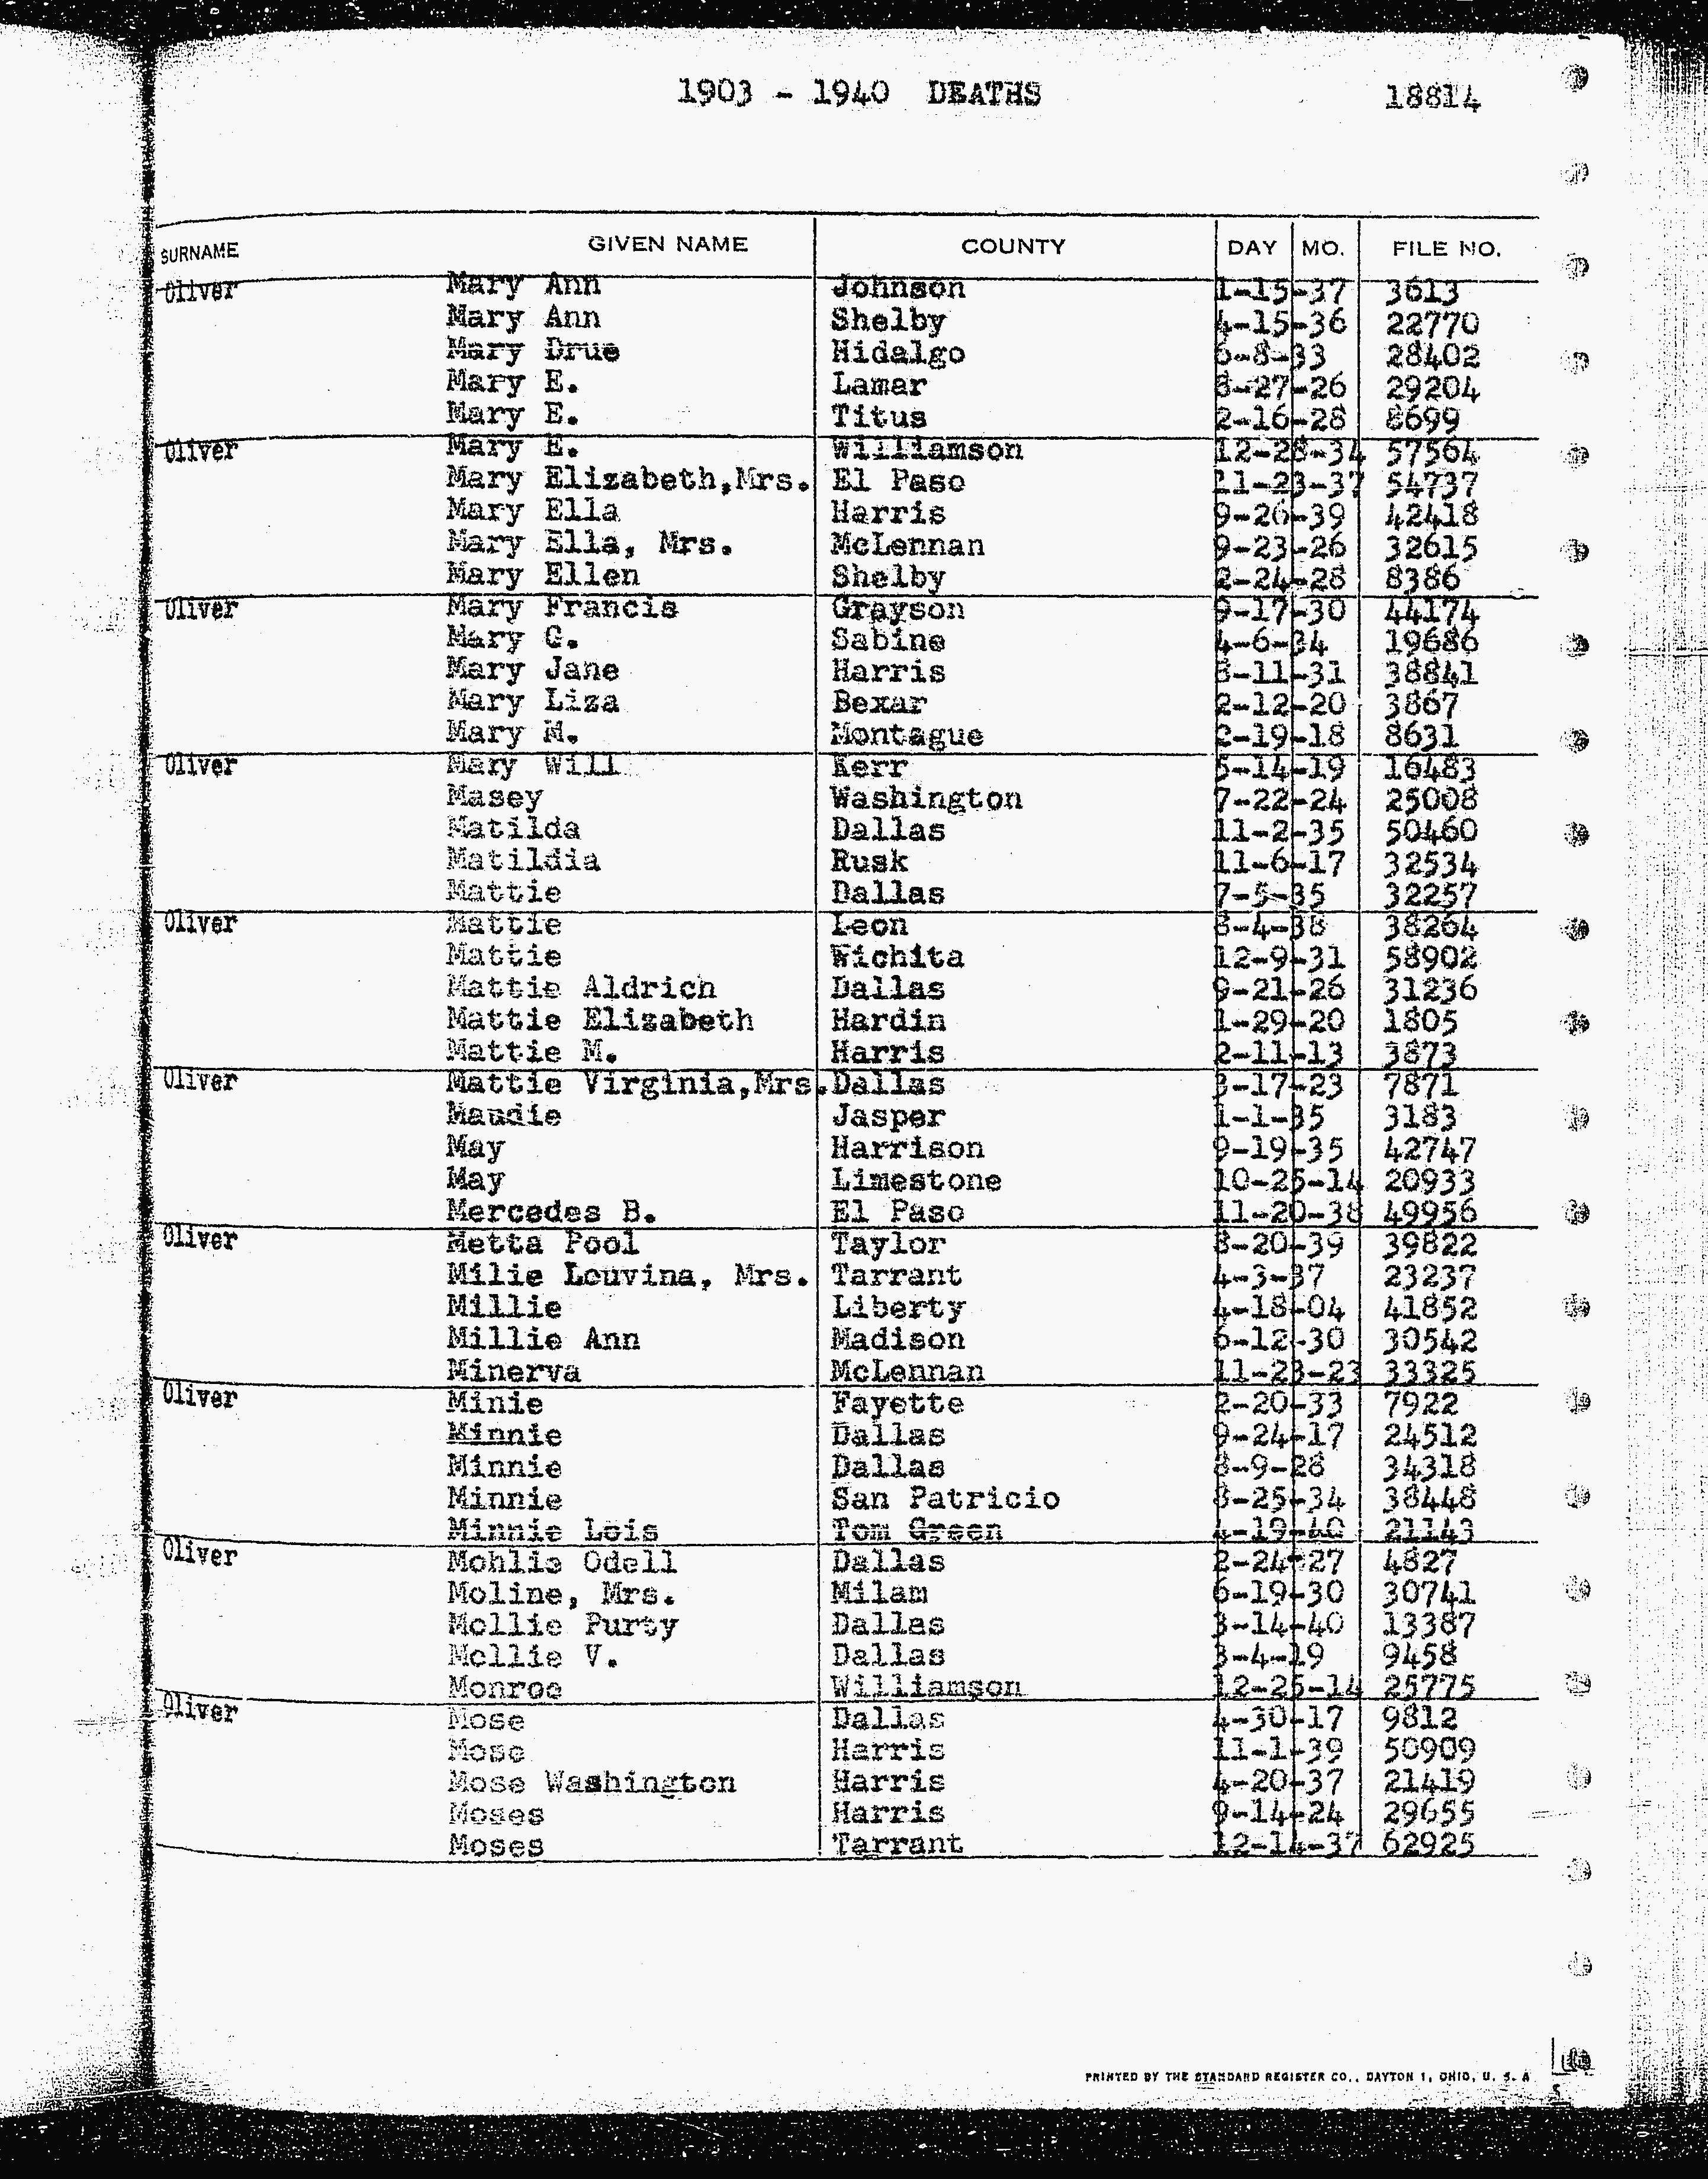 1903 - 1940 DEATHS 18814
SURNAME GIVEN NAME COUNTY DAY MO. FILE NO.
Oliver Mary Ann Johnson 1-15-37 3613
Mary Ann Shelby 4-15-36 22770
Mary Drue Hidalgo 6-8-33 28402
Mary E. Lamar 8-27-26 29204
Mary E. Titus 2-16-28 8699
Oliver Mary E. Williamson 12-28-34 57564
Mary Elizabeth,Mrs. El Paso 11-23-37 54737
Mary Ella Harris 9-26-39 42418
Mary Ella, Mrs. McLennan 9-23-26 32615
Mary Ellen Shelby 2-24-28 8386
Oliver Mary Francis Grayson 9-17-30 44174
Mary G. Sabine 4-6-34 19686
Mary Jane Harris 8-11-31 38841
Mary Liza Bexar 2-12-20 3867
Mary M. Montague 2-19-18 8631
Oliver Mary Will Kerr 5-14-19 16483
Masey Washington 7-22-24 25008
Matilda Dallas 11-2-35 50460
Matildia Rusk 11-6-17 32534
Mattie Dallas 7-5-35 32257
Oliver Mattie Leon 8-4-38 38264
Mattie Wichita 12-9-31 58902
Mattie Aldrich Dallas 9-21-26 31236
Mattie Elizabeth Hardin 1-29-20 1805
Mattie M. Harris 2-11-13 3873
Oliver Mattie Virginia,Mrs. Dallas 3-17-23 7871
Maudie Jasper 1-1-35 3183
May Harrison 9-19-35 42747
May Limestone 10-25-14 20933
Mercedes B. El Paso 11-20-38 49956
Oliver Metta Pool Taylor 8-20-39 39822
Milie Louvina, Mrs. Tarrant 4-3-37 23237
Millie Liberty 4-18-04 41852
Millie Ann Madison 6-12-30 30542
Minerva McLennan 11-23-23 33325
Oliver Minie Fayette 2-20-33 7922
Minnie Dallas 9-24-17 24512
Minnie Dallas 8-9-28 34318
Minnie San Patricio 8-25-34 38448
Minnie Lois Tom Green 4-19-40 21143
Oliver Mohlie Odell Dallas 2-24-27 4827
Moline, Mrs. Milam 6-19-30 30741
Mollie Purty Dallas 3-14-40 13387
Mollie V. Dallas 3-4-19 9458
Monroe Williamson 12-25-14 25775
Oliver Mose Dallas 4-30-17 9812
Mose Harris 11-1-39 50909
Mose Washington Harris 4-20-37 21419
Moses Harris 9-14-24 29655
Moses Tarrant 12-14-37 62925
PRINTED BY THE STANDARD REGISTER CO., DAYTON 1, OHIO, U. S. A